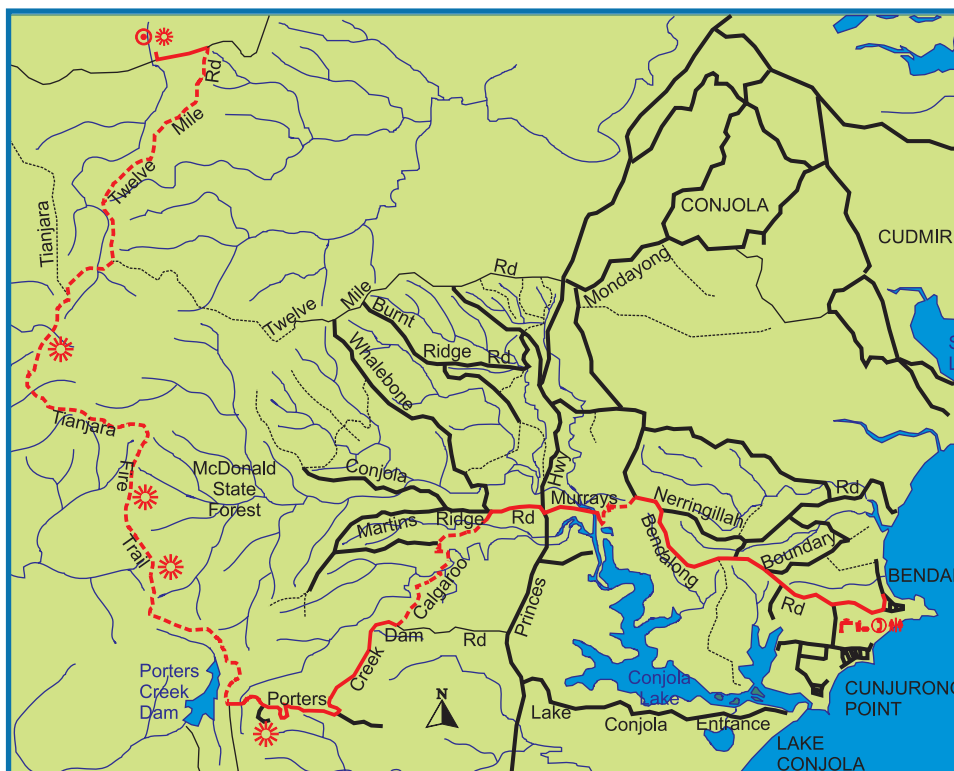 Twelve Mile Rd
Tianjara
CONJOLA
CUDMIR
Mondayong
Twelve Mile Rd
Burnt Ridge Rd
Whalebone
S
L
Tianjara Fire Trail
McDonald
State
Forest
Conjola
Hwy
Murrays
Nerringillah
Rd
Martins Ridge Rd
Bendalong
Boundary
Calgaroo
BENDA
Rd
Princes
Porters Creek Dam Rd
Porters
Creek
Dam
N
Conjola
Lake
CUNJURONG
POINT
Lake Conjola Entrance
LAKE
CONJOLA